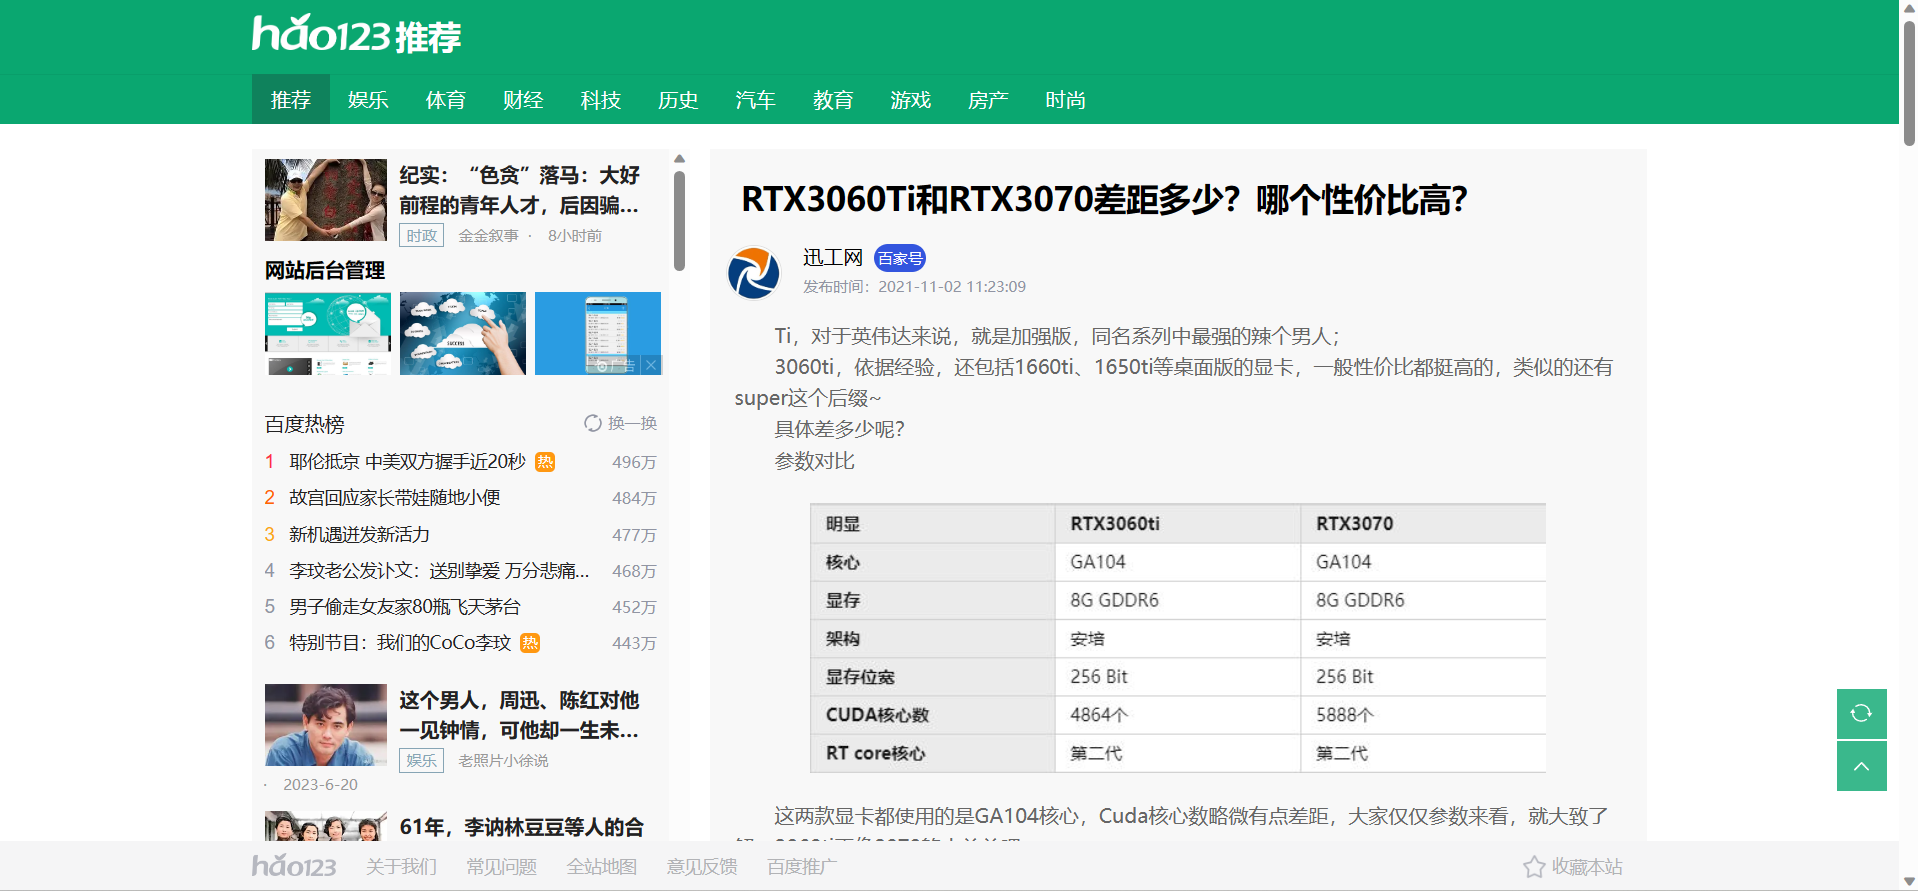 hao123推荐
推荐 娱乐 体育 财经 科技 历史 汽车 教育 游戏 房产 时尚
纪实：“色贪”落马：大好
前程的青年人才，后因骗...
时政 金金叙事 · 8小时前
网站后台管理
SUCCESS
广告
百度热榜 换一换
1 耶伦抵京 中美双方握手近20秒 热 496万
2 故宫回应家长带娃随地小便 484万
3 新机遇迸发新活力 477万
4 李玟老公发讣文：送别挚爱 万分悲痛... 468万
5 男子偷走女友家80瓶飞天茅台 452万
6 特别节目：我们的CoCo李玟 热 443万
这个男人，周迅、陈红对他
一见钟情，可他却一生未...
娱乐 老照片小徐说
· 2023-6-20
61年，李讷林豆豆等人的合
RTX3060Ti和RTX3070差距多少？哪个性价比高？
迅工网 百家号
发布时间：2021-11-02 11:23:09
Ti，对于英伟达来说，就是加强版，同名系列中最强的辣个男人；
3060ti，依据经验，还包括1660ti、1650ti等桌面版的显卡，一般性价比都挺高的，类似的还有
super这个后缀~
具体差多少呢？
参数对比
明显 RTX3060ti RTX3070
核心 GA104 GA104
显存 8G GDDR6 8G GDDR6
架构 安培 安培
显存位宽 256 Bit 256 Bit
CUDA核心数 4864个 5888个
RT core核心 第二代 第二代
这两款显卡都使用的是GA104核心，Cuda核心数略微有点差距，大家仅仅参数来看，就大致了
hao123 关于我们 常见问题 全站地图 意见反馈 百度推广 收藏本站